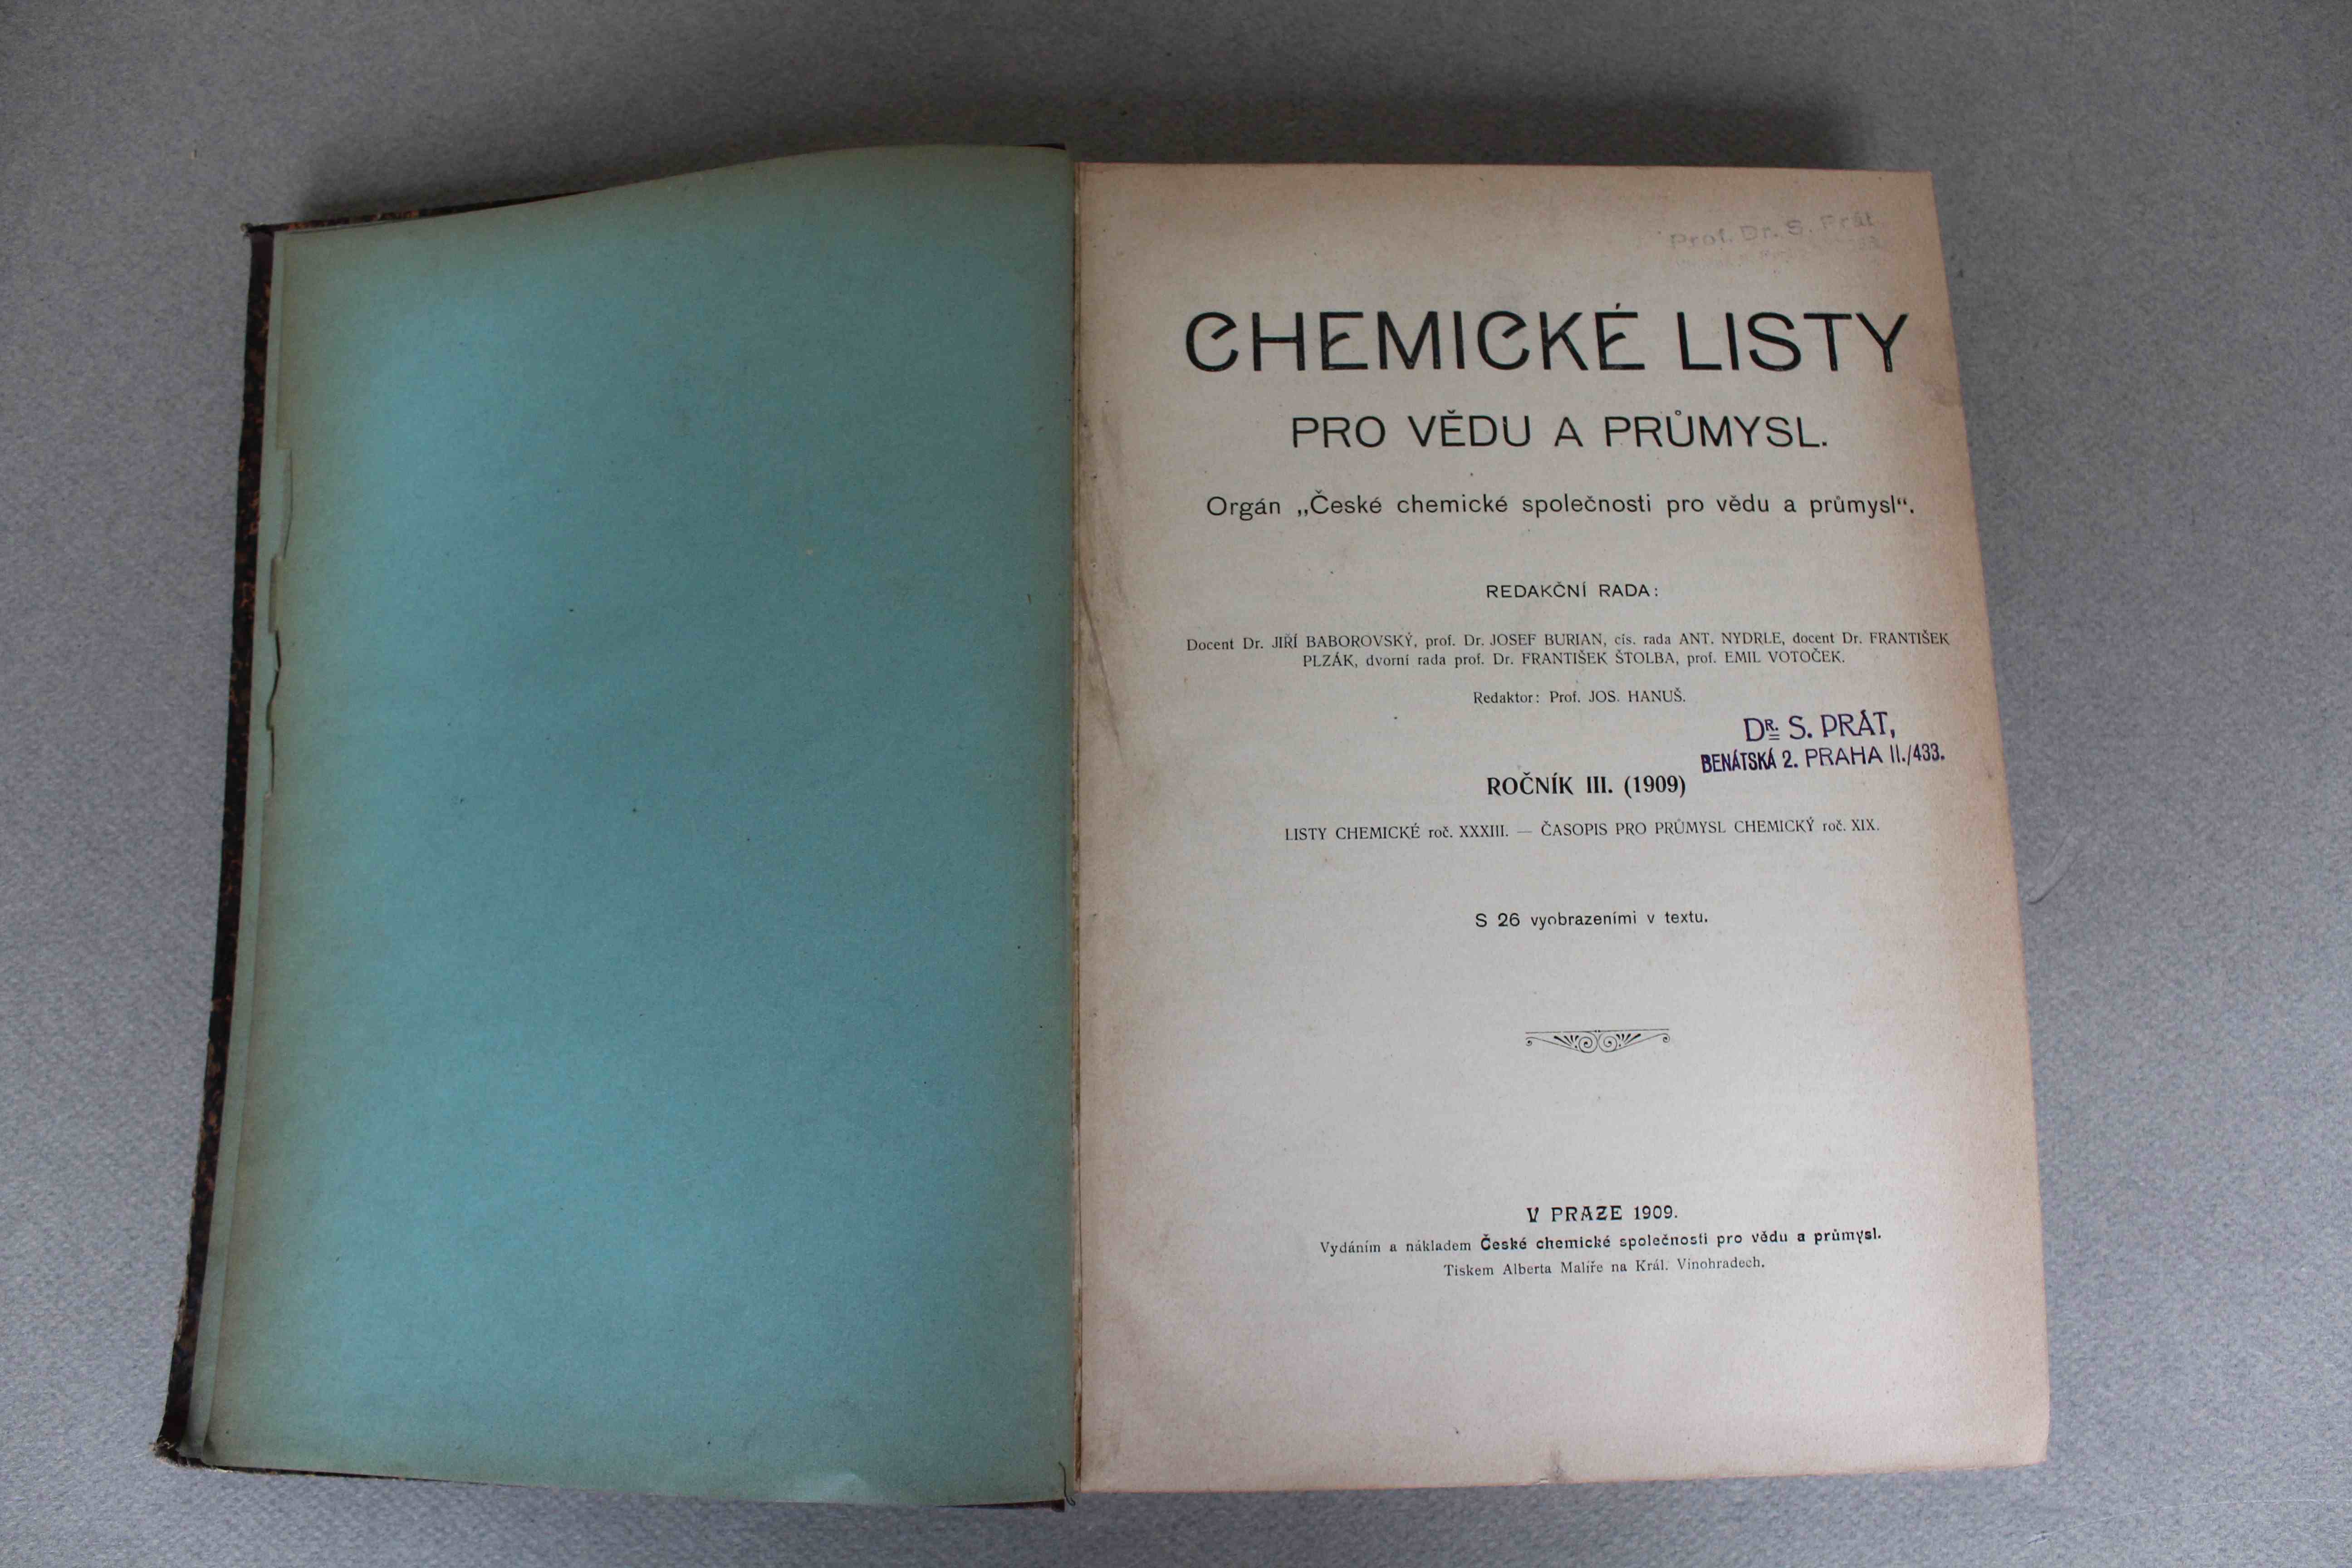 Prof. Dr. S. Prát
CHEMICKÉ LISTY
PRO VĚDU A PRŮMYSL.
Orgán „České chemické společnosti pro vědu a průmysl“.
REDAKČNÍ RADA:
Docent Dr. JIŘÍ BABOROVSKÝ, prof. Dr. JOSEF BURIAN, cís. rada ANT. NYDRLE, docent Dr. FRANTIŠEK
PLZÁK, dvorní rada prof. Dr. FRANTIŠEK ŠTOLBA, prof. EMIL VOTOČEK.
Redaktor: Prof. JOS. HANUŠ.
DR. S. PRÁT,
BENÁTSKÁ 2. PRAHA II./433.
ROČNÍK III. (1909)
LISTY CHEMICKÉ roč. XXXIII. — ČASOPIS PRO PRŮMYSL CHEMICKÝ roč. XIX.
S 26 vyobrazeními v textu.
V PRAZE 1909.
Vydáním a nákladem České chemické společnosti pro vědu a průmysl.
Tiskem Alberta Malíře na Král. Vinohradech.